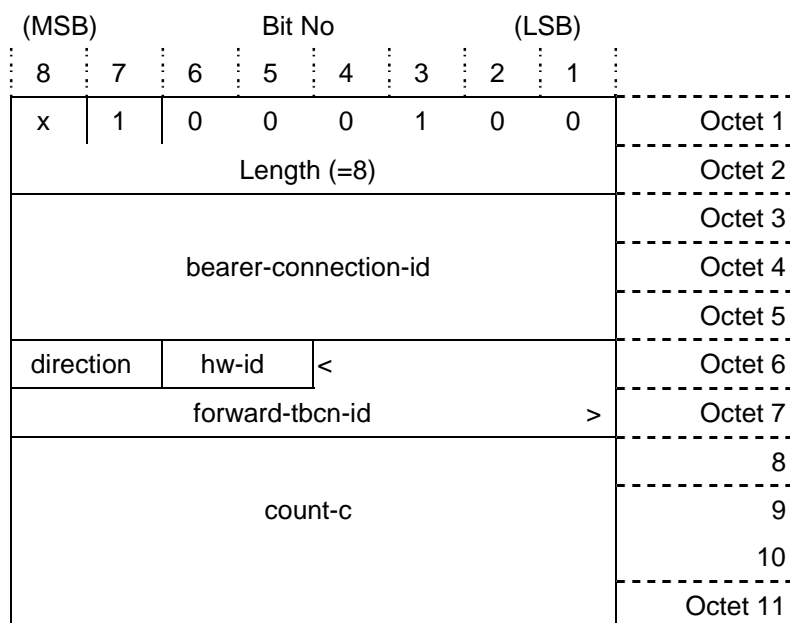 (MSB) Bit No (LSB)
8 7 6 5 4 3 2 1
x 1 0 0 0 1 0 0 Octet 1
Length (=8) Octet 2
Octet 3
bearer-connection-id Octet 4
Octet 5
direction hw-id < Octet 6
forward-tbcn-id > Octet 7
8
count-c 9
10
Octet 11